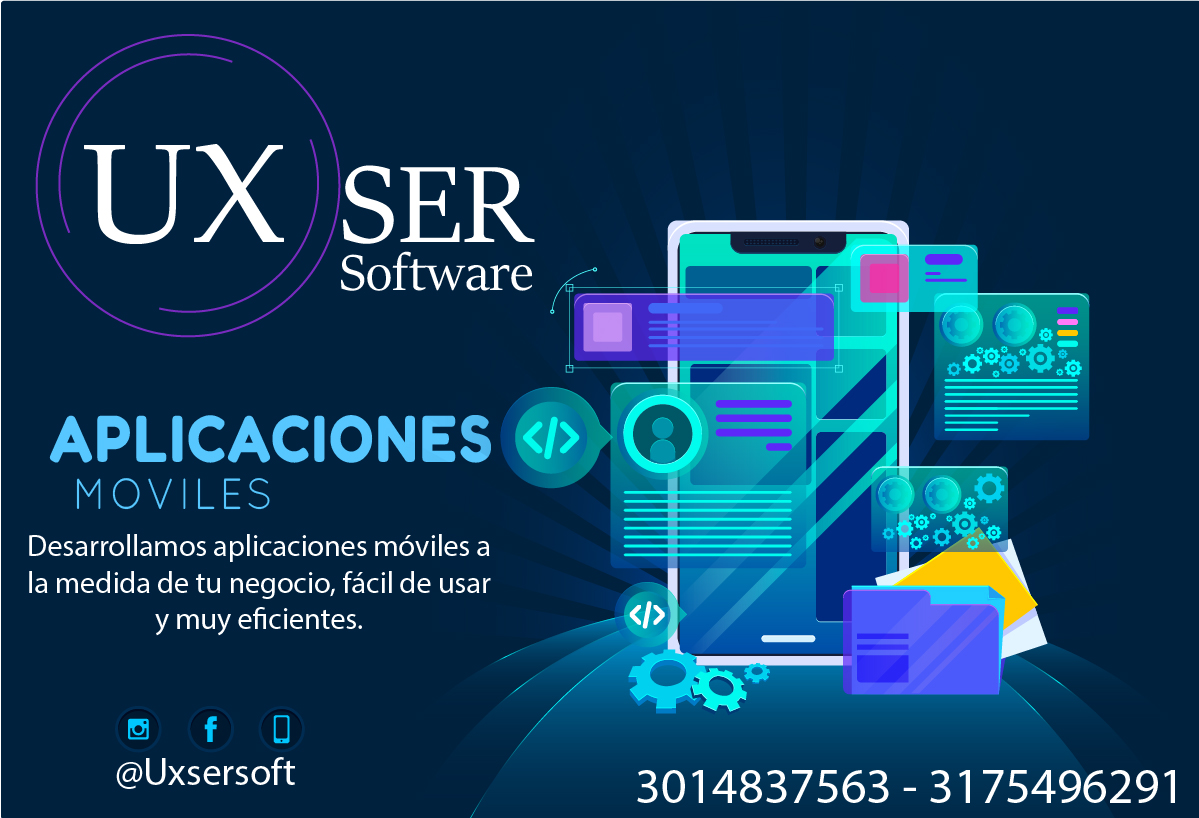 UX
SER
Software
APLICACIONES
MOVILES
Desarrollamos aplicaciones móviles a
la medida de tu negocio, fácil de usar
y muy eficientes.
</>
</>
@Uxsersoft
3014837563 - 3175496291